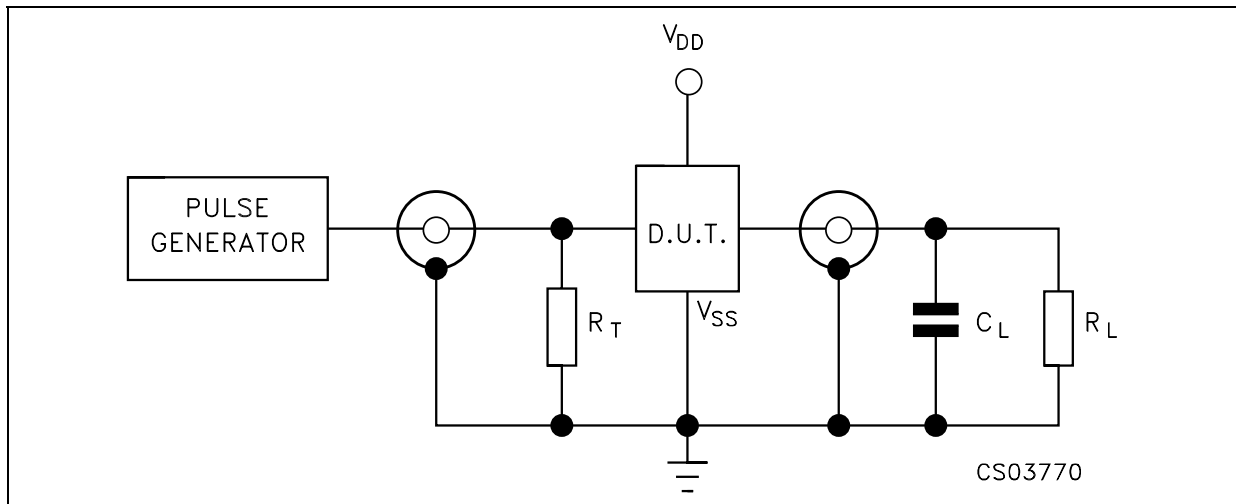 VDD
PULSE
GENERATOR
D.U.T.
VSS
RT
CL
RL
CS03770